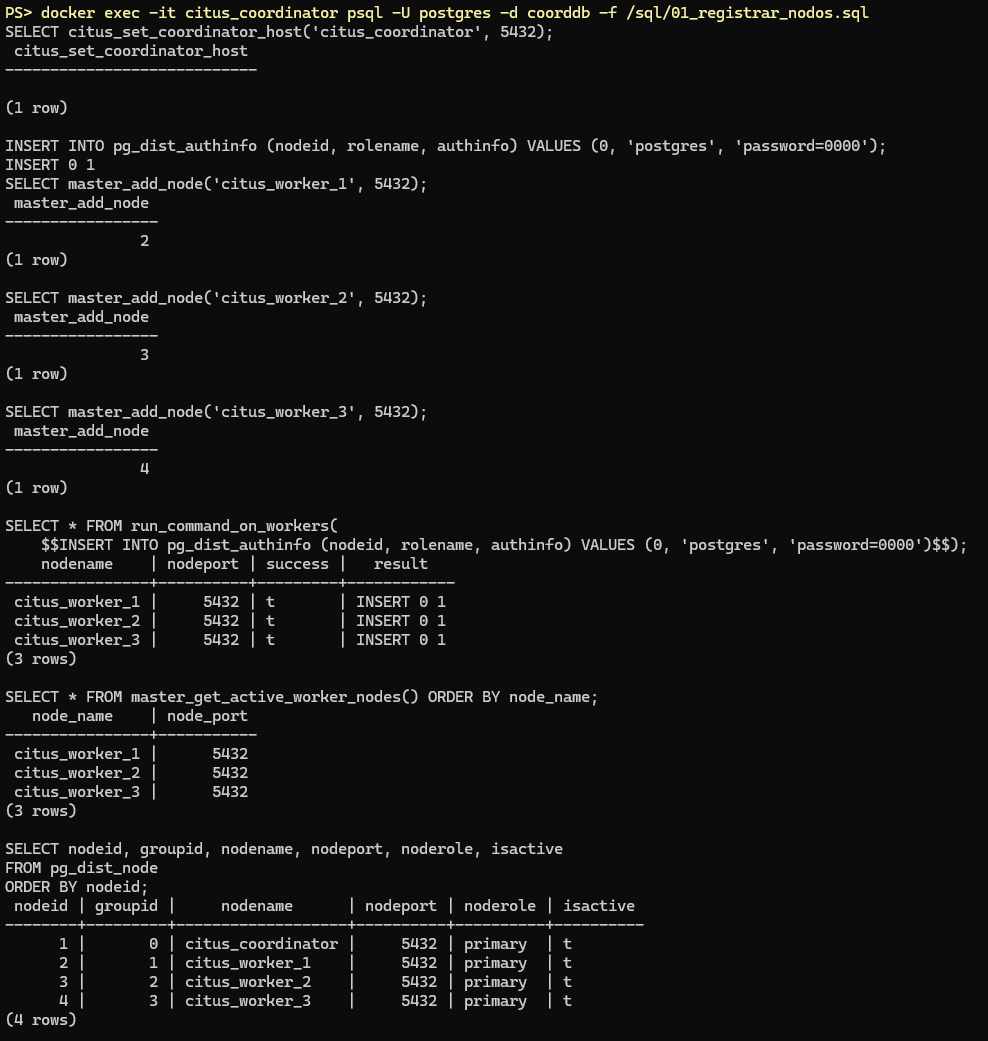 PS> docker exec -it citus_coordinator psql -U postgres -d coorddb -f /sql/01_registrar_nodos.sql
SELECT citus_set_coordinator_host('citus_coordinator', 5432);
 citus_set_coordinator_host
----------------------------

(1 row)

INSERT INTO pg_dist_authinfo (nodeid, rolename, authinfo) VALUES (0, 'postgres', 'password=0000');
INSERT 0 1
SELECT master_add_node('citus_worker_1', 5432);
 master_add_node
-----------------
               2
(1 row)

SELECT master_add_node('citus_worker_2', 5432);
 master_add_node
-----------------
               3
(1 row)

SELECT master_add_node('citus_worker_3', 5432);
 master_add_node
-----------------
               4
(1 row)

SELECT * FROM run_command_on_workers(
    $$INSERT INTO pg_dist_authinfo (nodeid, rolename, authinfo) VALUES (0, 'postgres', 'password=0000')$$);
    nodename    | nodeport | success |   result
----------------+----------+---------+------------
 citus_worker_1 |     5432 | t       | INSERT 0 1
 citus_worker_2 |     5432 | t       | INSERT 0 1
 citus_worker_3 |     5432 | t       | INSERT 0 1
(3 rows)

SELECT * FROM master_get_active_worker_nodes() ORDER BY node_name;
   node_name    | node_port
----------------+-----------
 citus_worker_1 |      5432
 citus_worker_2 |      5432
 citus_worker_3 |      5432
(3 rows)

SELECT nodeid, groupid, nodename, nodeport, noderole, isactive
FROM pg_dist_node
ORDER BY nodeid;
 nodeid | groupid |     nodename      | nodeport | noderole | isactive
--------+---------+-------------------+----------+----------+----------
      1 |       0 | citus_coordinator |     5432 | primary  | t
      2 |       1 | citus_worker_1    |     5432 | primary  | t
      3 |       2 | citus_worker_2    |     5432 | primary  | t
      4 |       3 | citus_worker_3    |     5432 | primary  | t
(4 rows)